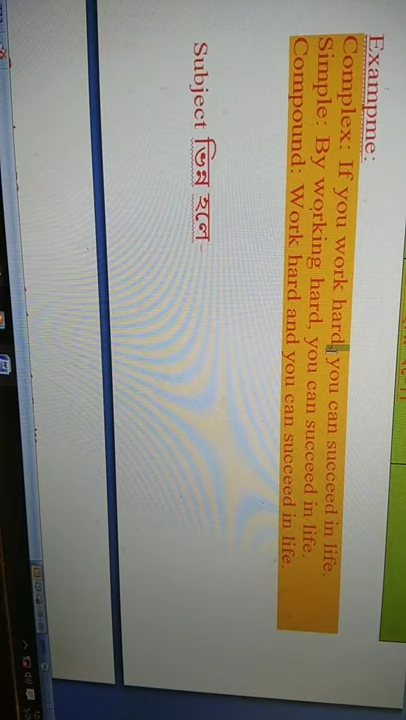 Exampme:
Complex: If you work hard, you can succeed in life.
Simple: By working hard, you can succeed in life.
Compound: Work hard and you can succeed in life.
Subject ভিন্ন হলে